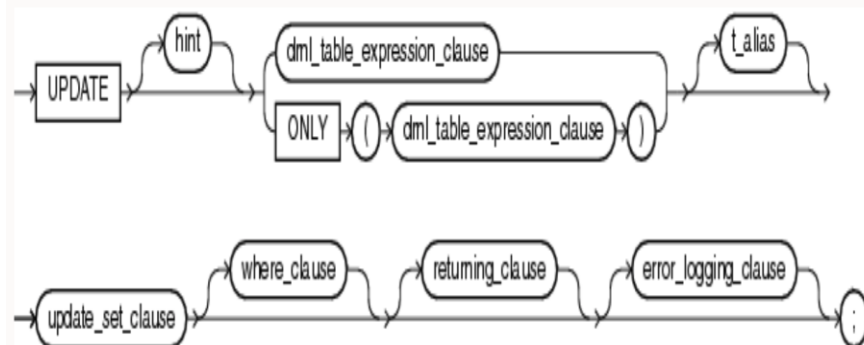 hint dml_table_expression_clause t_alias
UPDATE
ONLY ( dml_table_expression_clause )
where_clause returning_clause error_logging_clause
update_set_clause ;